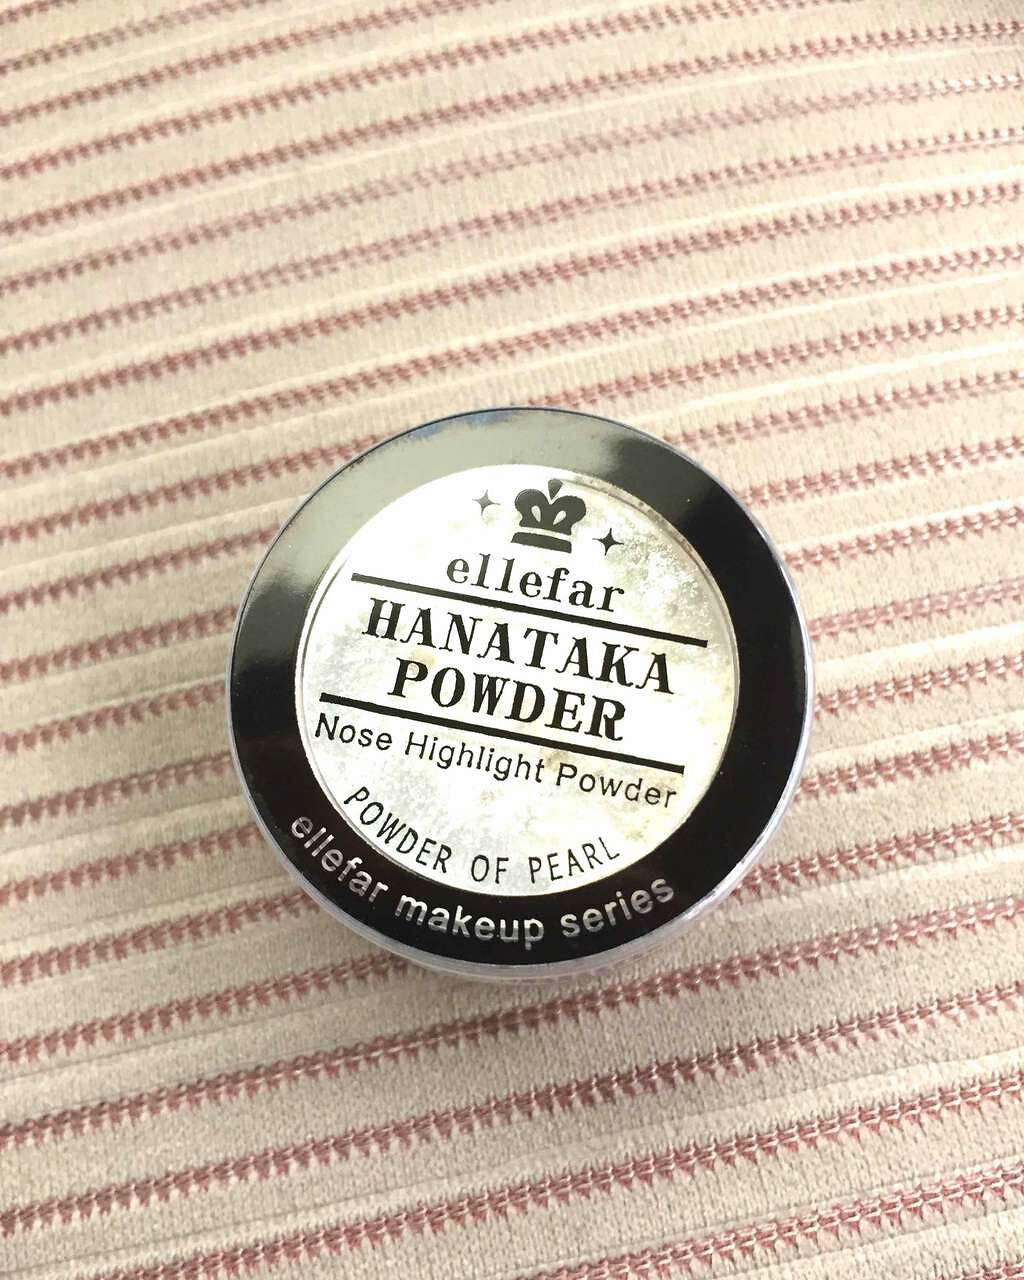 ellefar
HANATAKA
POWDER
Nose Highlight Powder
POWDER OF PEARL
ellefar makeup series